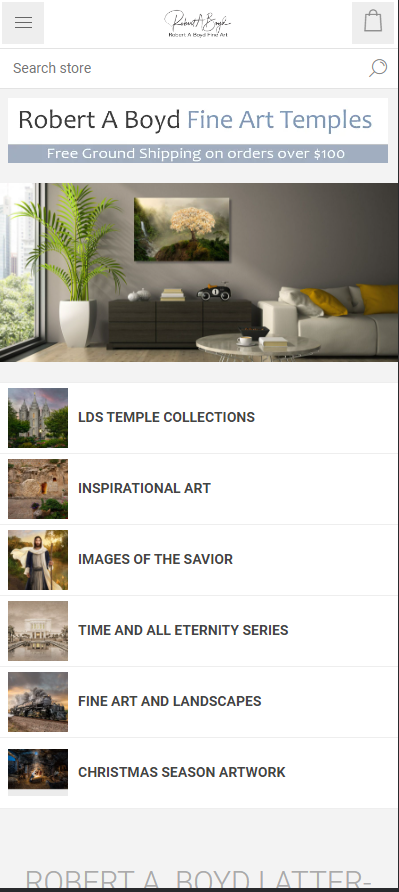 Robert A Boyd
Robert A Boyd Fine Art
Search store
Robert A Boyd Fine Art Temples
Free Ground Shipping on orders over $100
1
LDS TEMPLE COLLECTIONS
INSPIRATIONAL ART
IMAGES OF THE SAVIOR
TIME AND ALL ETERNITY SERIES
FINE ART AND LANDSCAPES
CHRISTMAS SEASON ARTWORK
ROBERT A. BOYD LATTER-